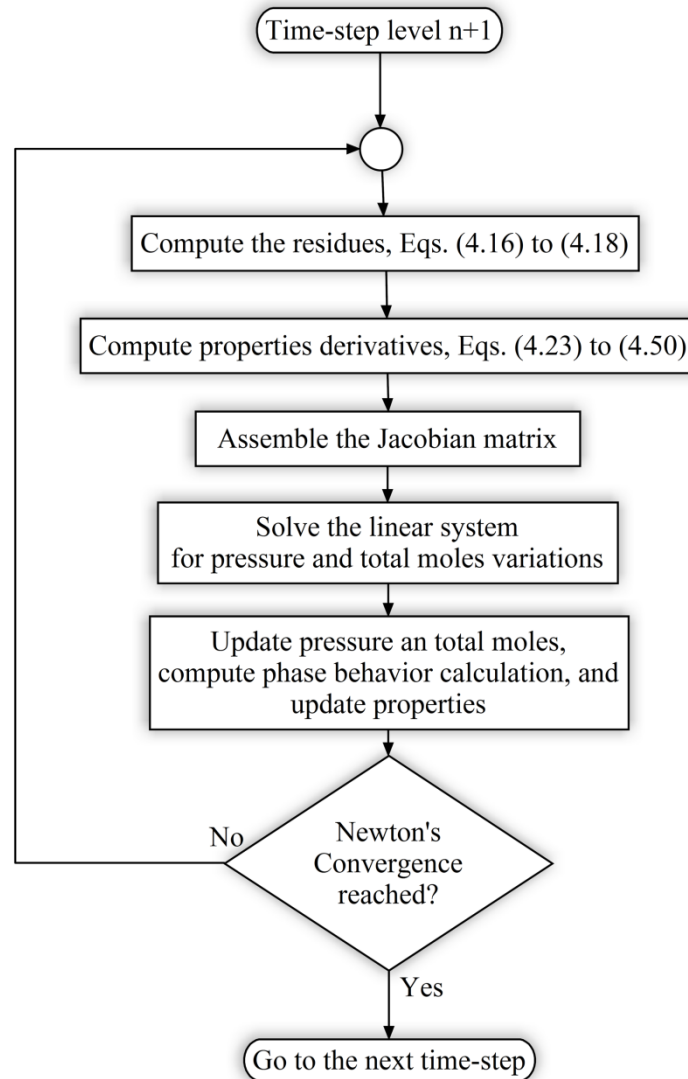 Time-step level n+1
Compute the residues, Eqs. (4.16) to (4.18)
Compute properties derivatives, Eqs. (4.23) to (4.50)
Assemble the Jacobian matrix
Solve the linear system
for pressure and total moles variations
Update pressure an total moles,
compute phase behavior calculation, and
update properties
No
Newton's
Convergence
reached?
Yes
Go to the next time-step